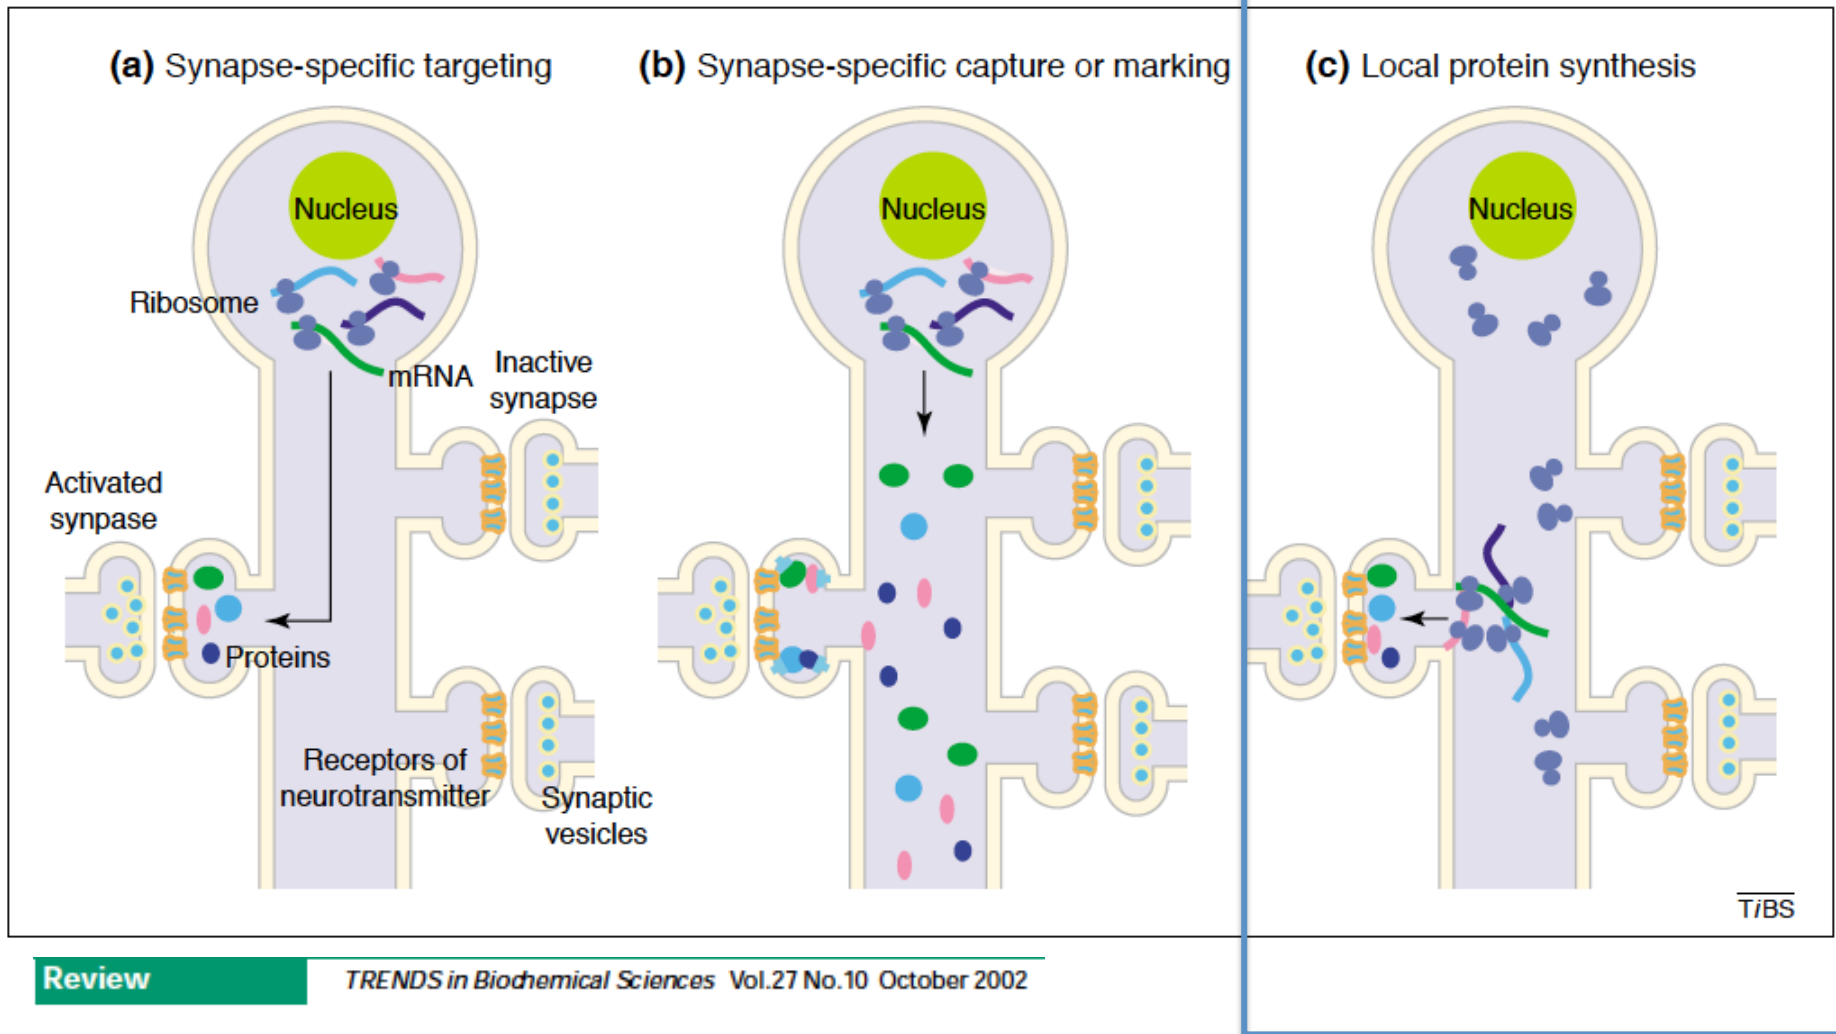 (a) Synapse-specific targeting
(b) Synapse-specific capture or marking
(c) Local protein synthesis
Nucleus
Nucleus
Nucleus
Ribosome
mRNA
Inactive
synapse
Activated
synpase
Proteins
Receptors of
neurotransmitter
Synaptic
vesicles
TiBS
Review
TRENDS in Biochemical Sciences Vol.27 No.10 October 2002